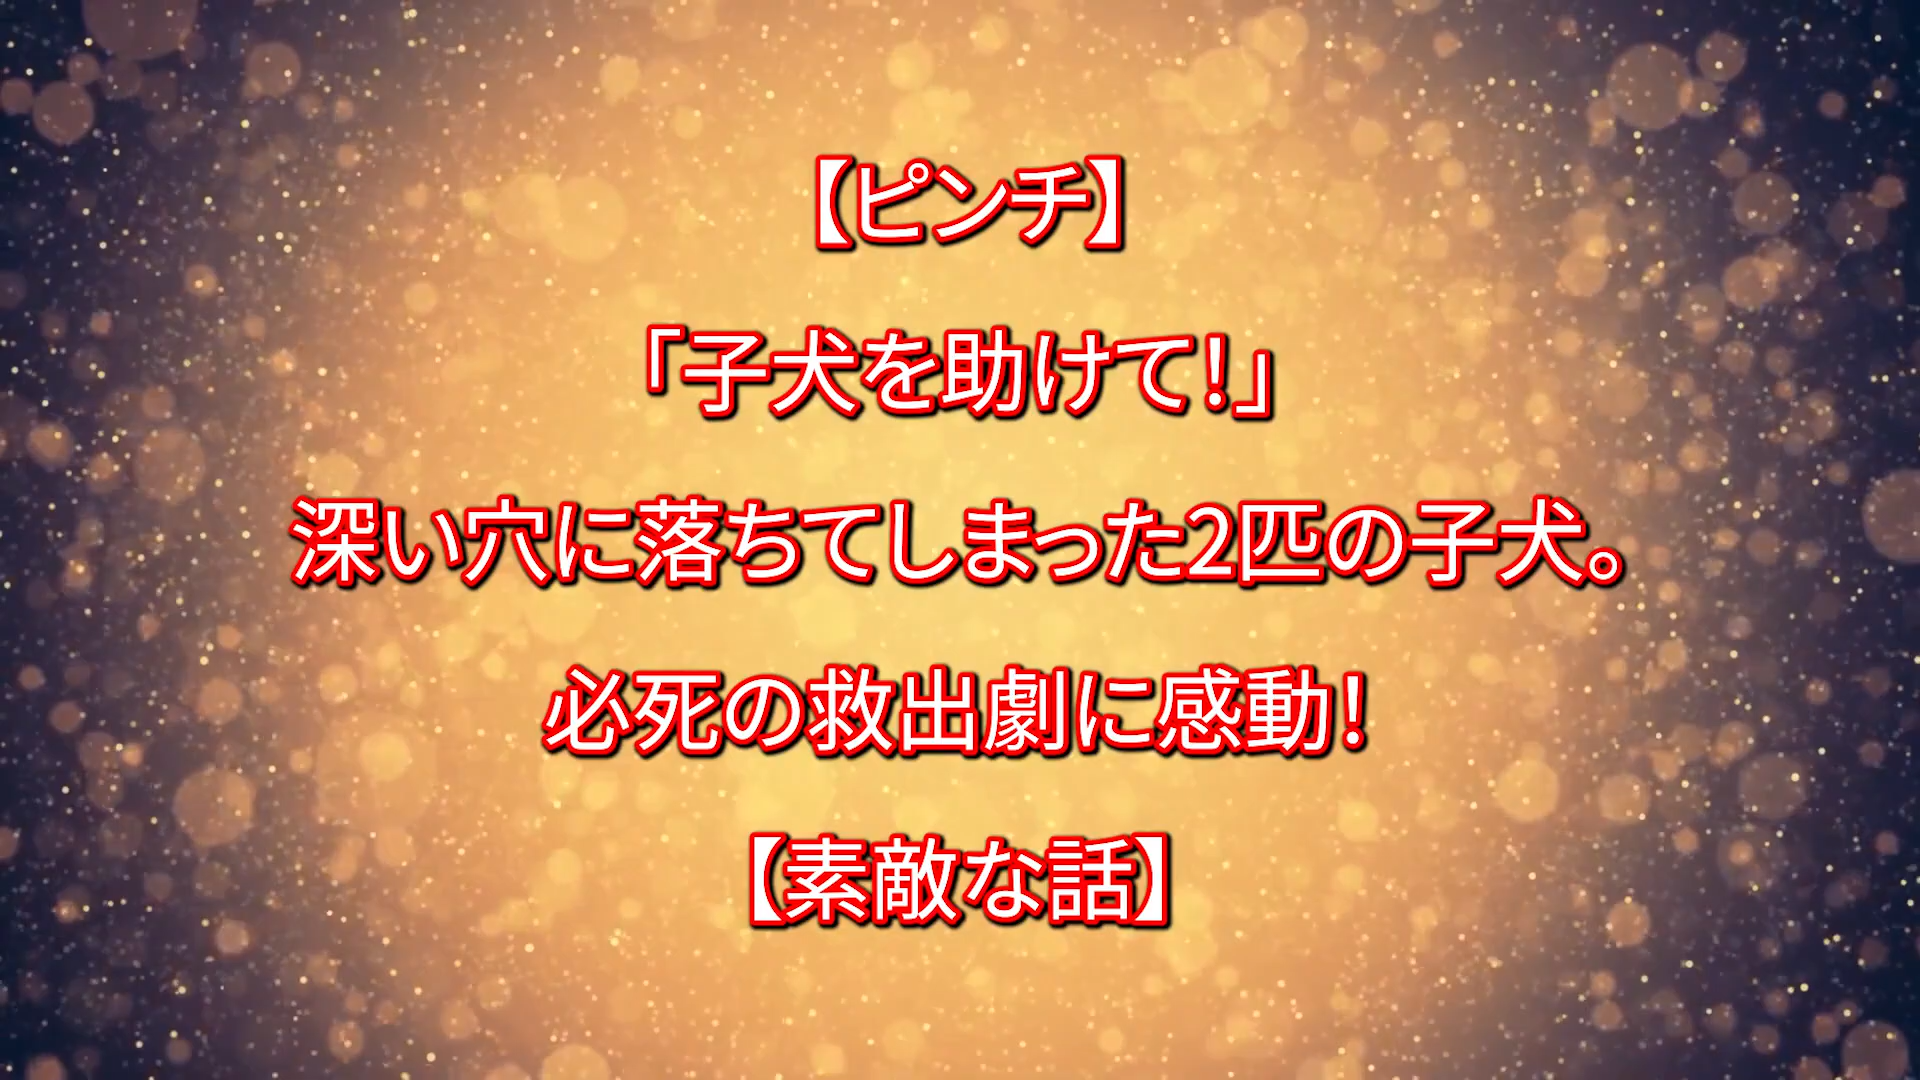 【ピンチ】
「子犬を助けて!」
深い穴に落ちてしまった2匹の子犬。
必死の救出劇に感動!
【素敵な話】